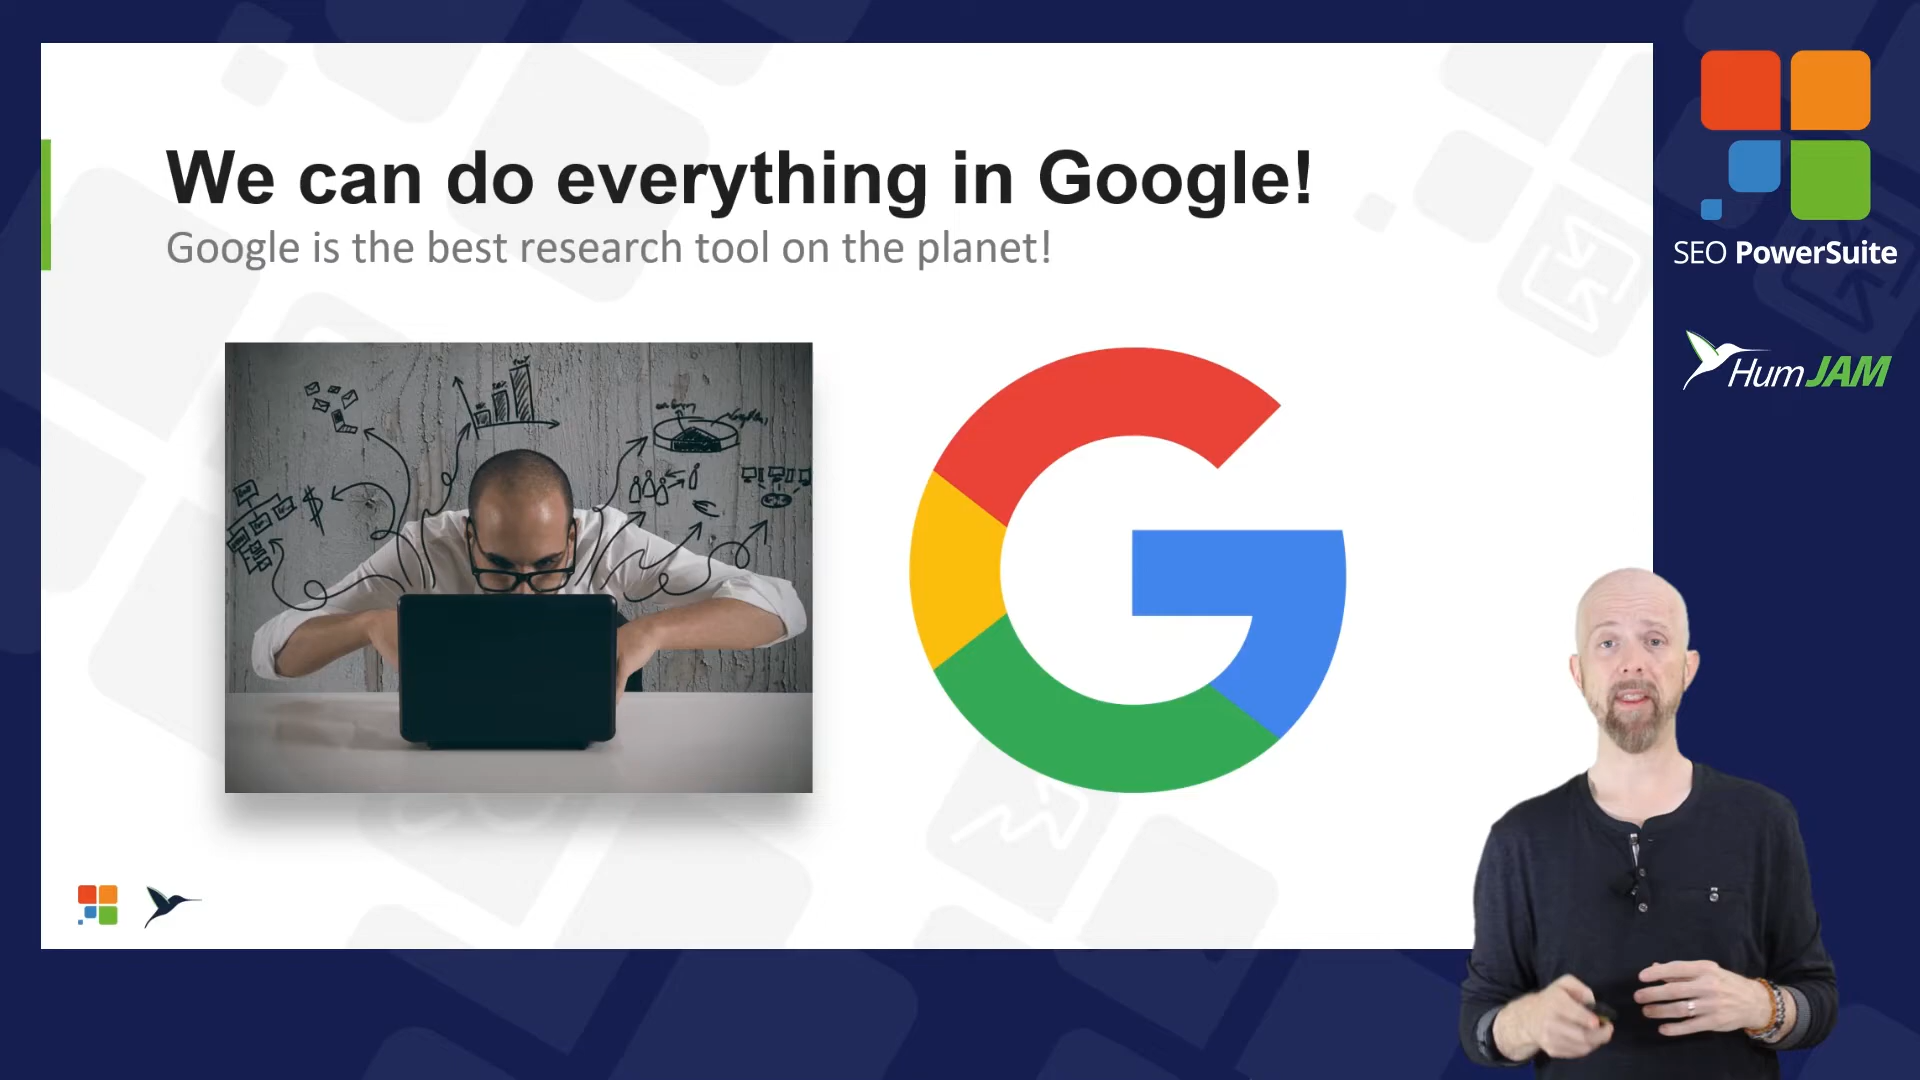 We can do everything in Google!
Google is the best research tool on the planet!
SEO PowerSuite
HumJAM